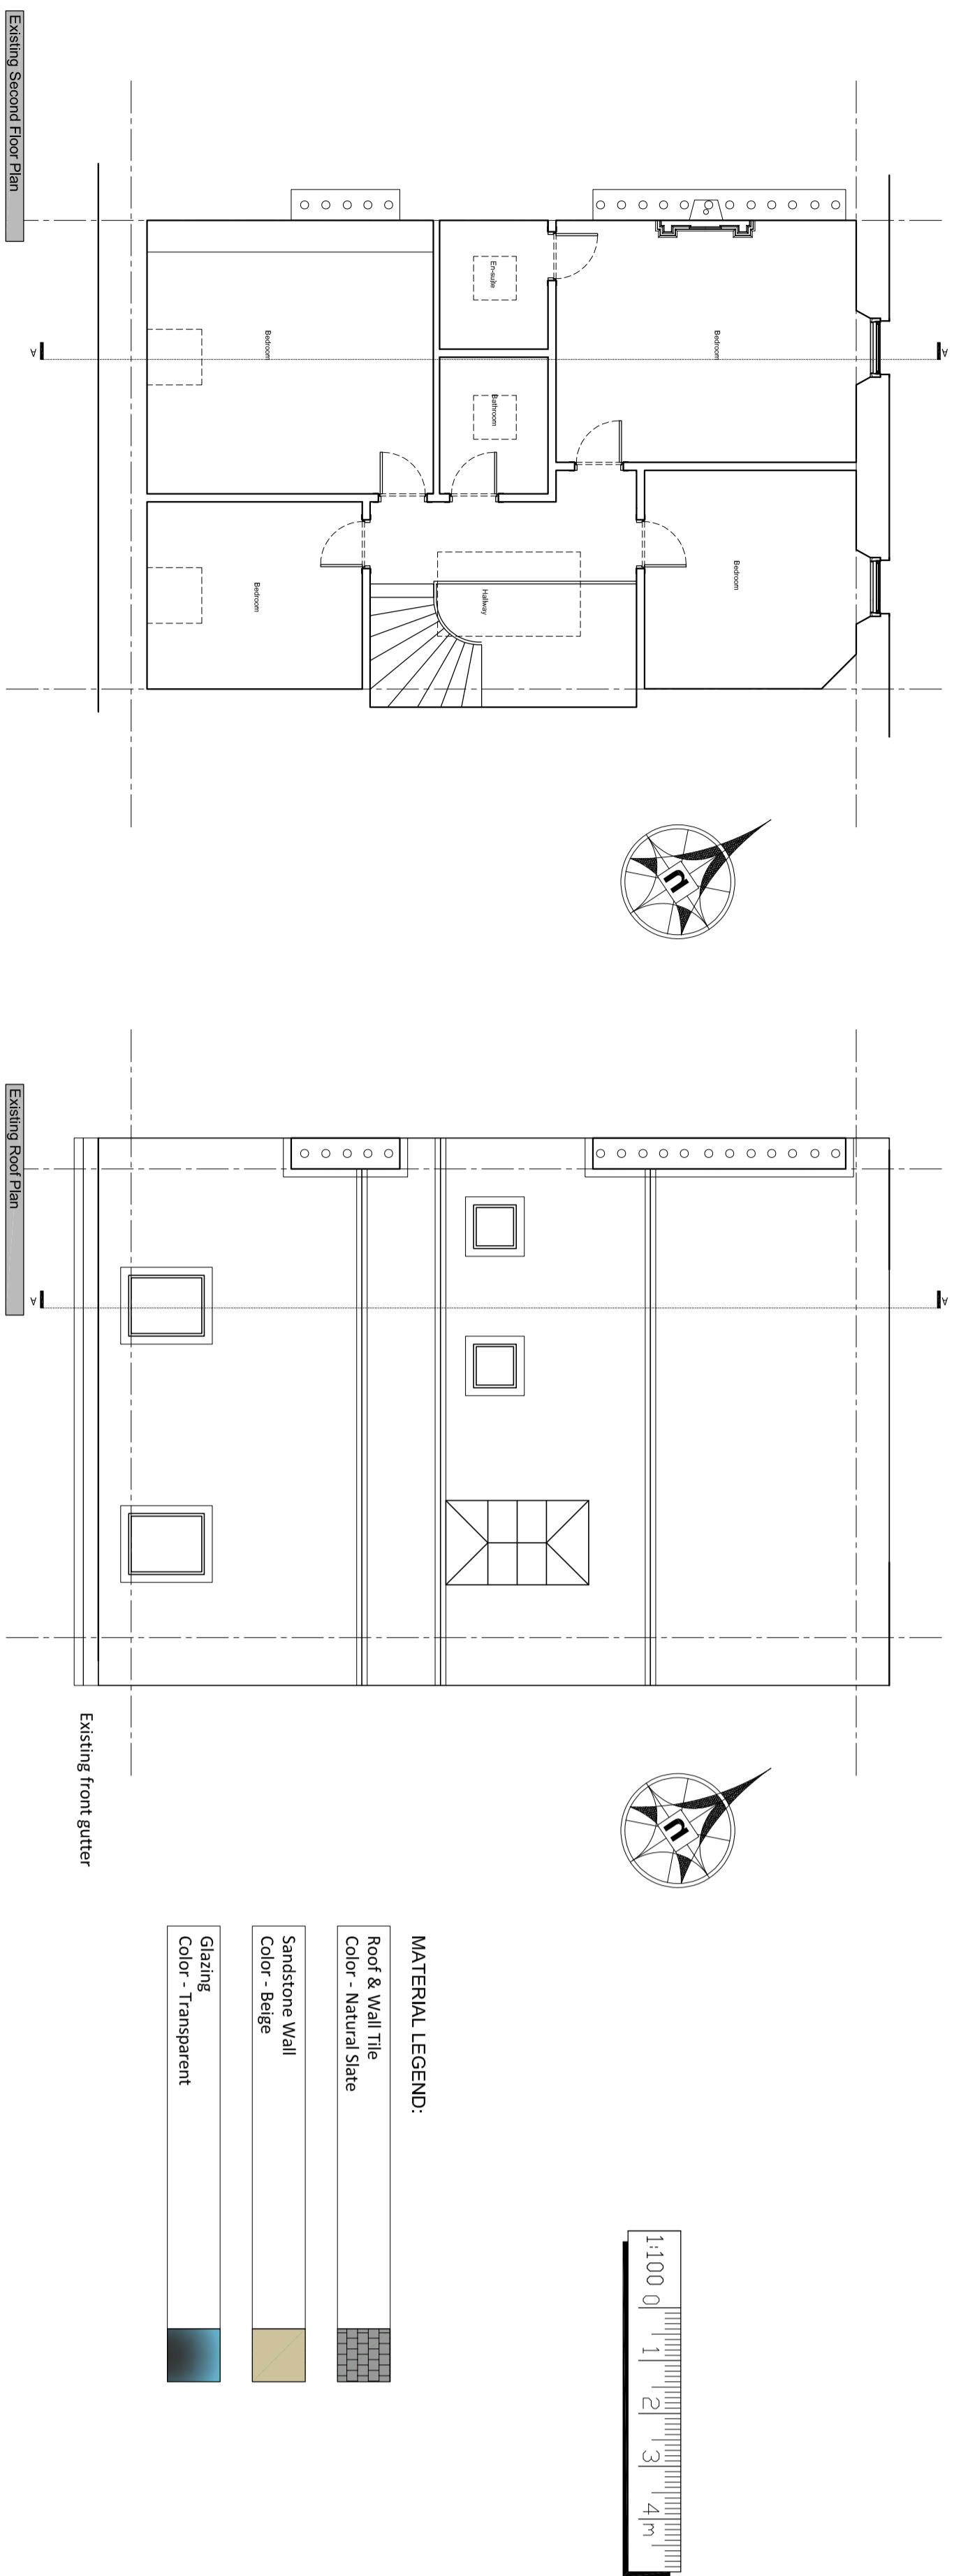 Bedroom
Bedroom
En-suite
Bathroom
Hallway
Bedroom
Bedroom
A
A
n
Existing Second Floor Plan
A
A
n
Existing front gutter
Existing Roof Plan
MATERIAL LEGEND:
Roof & Wall Tile
Color - Natural Slate
Sandstone Wall
Color - Beige
Glazing
Color - Transparent
1:100 0 1 2 3 4 m